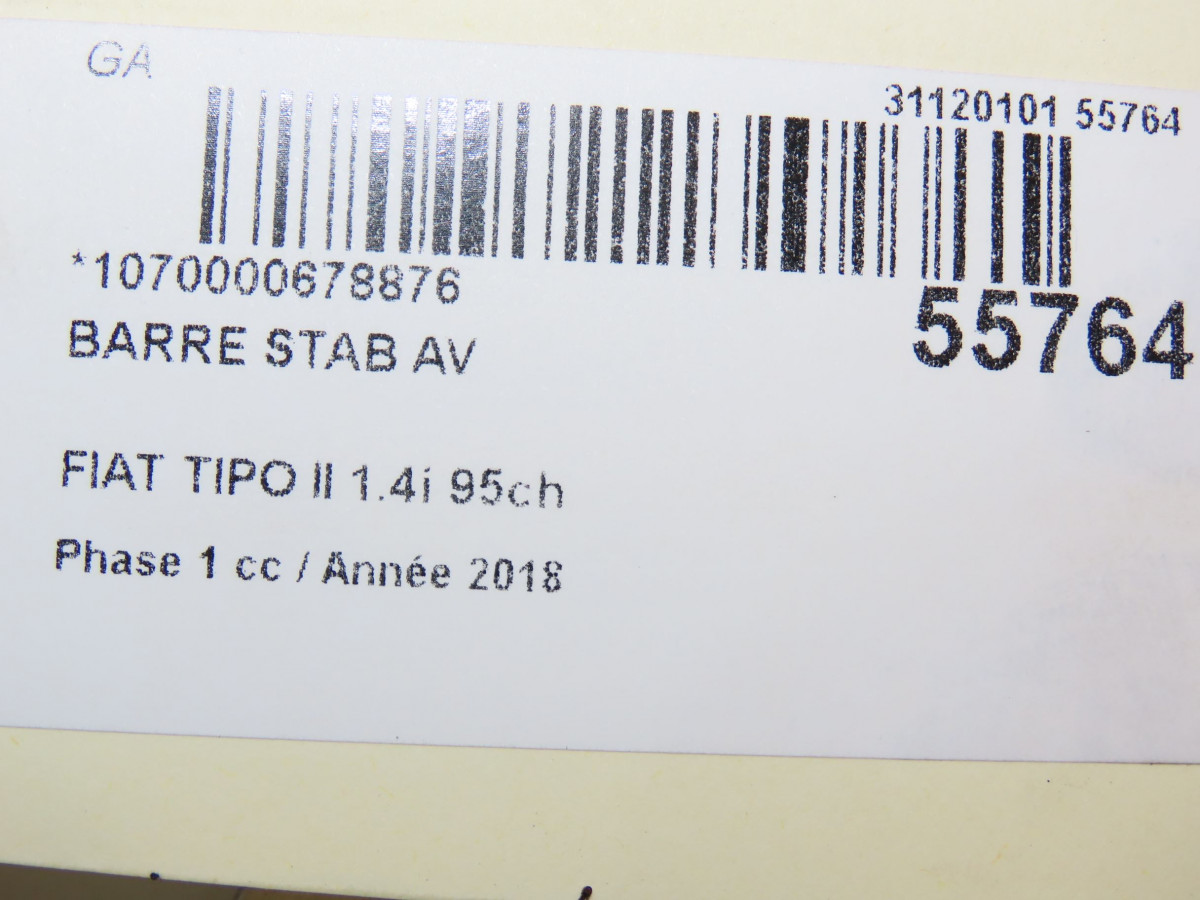 GA
31120101 55764
*1070000678876
55764
BARRE STAB AV
FIAT TIPO II 1.4i 95ch
Phase 1 cc / Année 2018